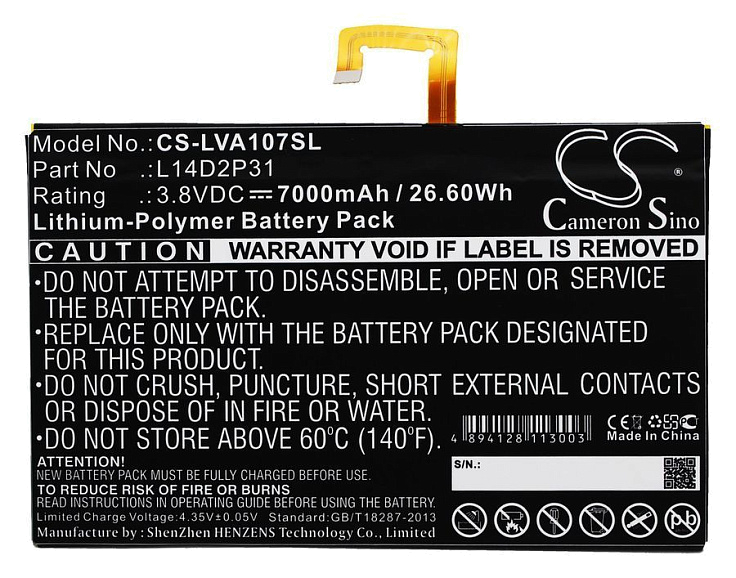 Model No.:CS-LVA107SL
Part No :L14D2P31
Rating :3.8VDC⎓7000mAh / 26.60Wh
Lithium-Polymer Battery Pack
CS
®
Cameron Sino
CAUTION WARRANTY VOID IF LABEL IS REMOVED
•DO NOT ATTEMPT TO DISASSEMBLE, OPEN OR SERVICE
THE BATTERY PACK.
•REPLACE ONLY WITH THE BATTERY PACK DESIGNATED
FOR THIS PRODUCT.
•DO NOT CRUSH, PUNCTURE, SHORT EXTERNAL CONTACTS
OR DISPOSE OF IN FIRE OR WATER.
•DO NOT STORE ABOVE 60⁰C (140⁰F).
4 894128 113003
CE FC
Made In China
ATTENTION:
NEW BATTERY PACK MUST BE FULLY CHARGED BEFORE USE
TO REDUCE RISK OF FIRE OR BURNS
READ INSTRUCTIONS IN OPERATING GUIDE BEFORE USING THIS BATTERY
Limited Charge Voltage:4.35V±0.05V Standard:GB/T18287-2013
Manufacture by : ShenZhen HENZENS Technology Co., Limited
S/N.:
Pb